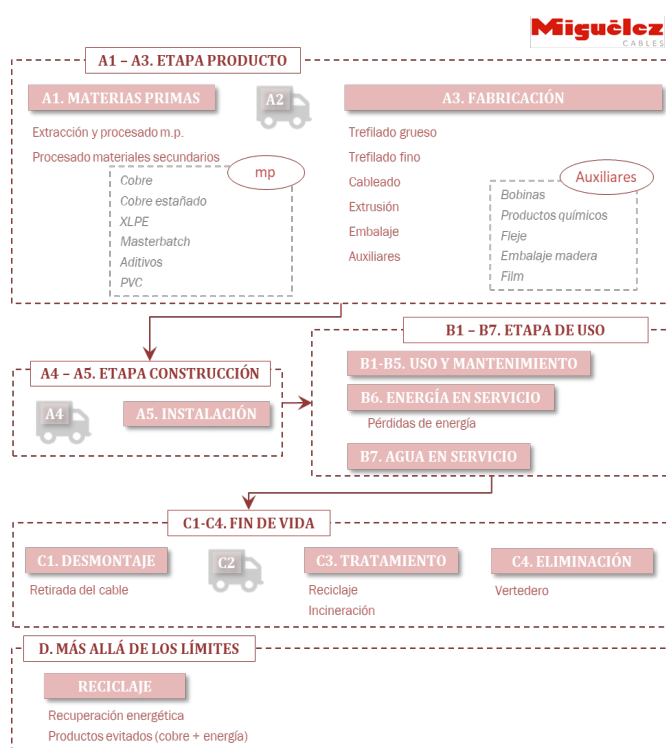 Miguélez
CABLES
A1 – A3. ETAPA PRODUCTO
A1. MATERIAS PRIMAS
A2
A3. FABRICACIÓN
Extracción y procesado m.p.
Procesado materiales secundarios
mp
Cobre
Cobre estañado
XLPE
Masterbatch
Aditivos
PVC
Trefilado grueso
Trefilado fino
Cableado
Extrusión
Embalaje
Auxiliares
Auxiliares
Bobinas
Productos químicos
Fleje
Embalaje madera
Film
A4 – A5. ETAPA CONSTRUCCIÓN
A4
A5. INSTALACIÓN
B1 – B7. ETAPA DE USO
B1-B5. USO Y MANTENIMIENTO
B6. ENERGÍA EN SERVICIO
Pérdidas de energía
B7. AGUA EN SERVICIO
C1-C4. FIN DE VIDA
C1. DESMONTAJE
Retirada del cable
C2
C3. TRATAMIENTO
Reciclaje
Incineración
C4. ELIMINACIÓN
Vertedero
D. MÁS ALLÁ DE LOS LÍMITES
RECICLAJE
Recuperación energética
Productos evitados (cobre + energía)